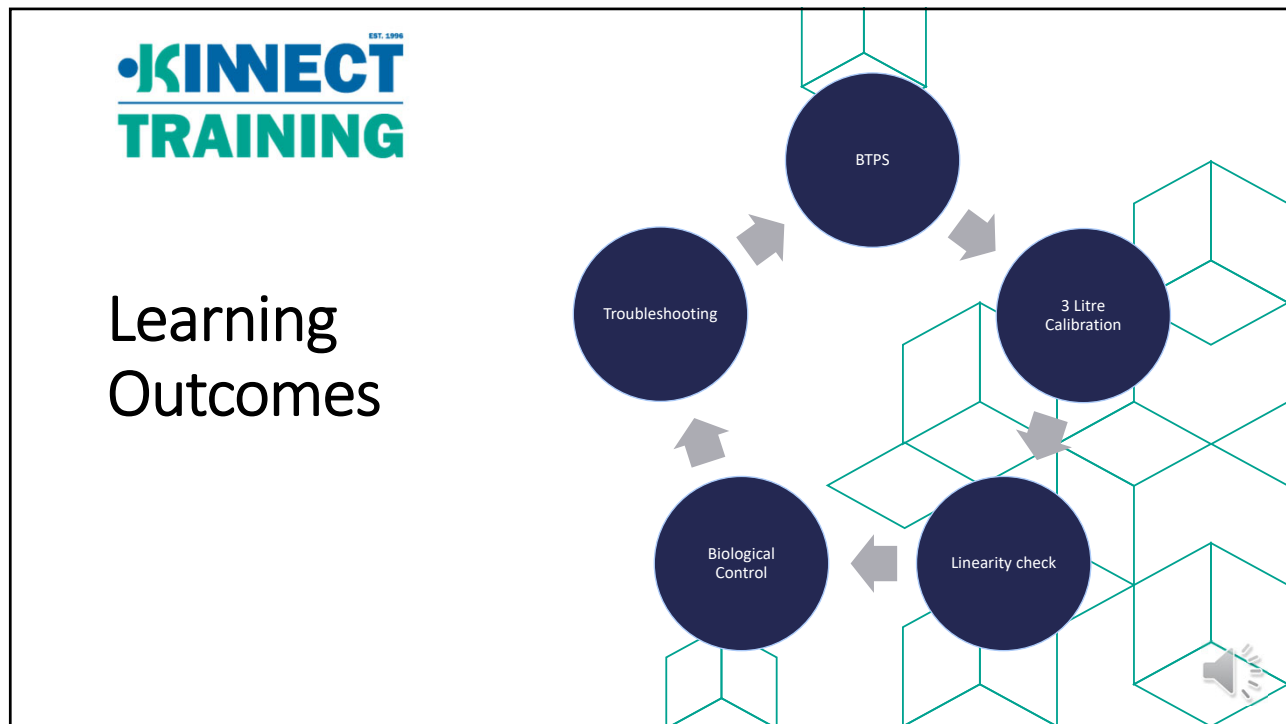 EST. 1996
KINNECT
TRAINING
Learning
Outcomes
BTPS
3 Litre
Calibration
Linearity check
Biological
Control
Troubleshooting